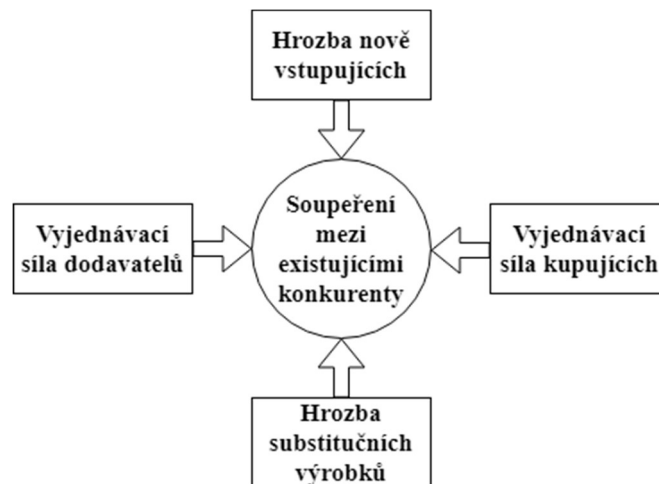 Hrozba nově
vstupujících
Vyjednávací
síla dodavatelů
Soupeření
mezi
existujícími
konkurenty
Vyjednávací
síla kupujících
Hrozba
substitučních
výrobků